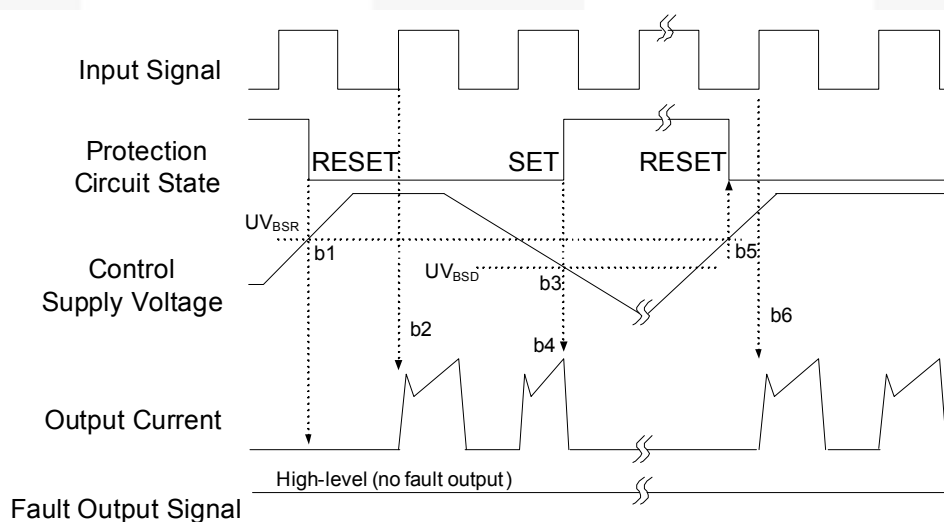 Input Signal
Protection
Circuit State
RESET
SET
RESET
UVBSR
b1
b5
Control
Supply Voltage
UVBSD
b3
b2
b4
b6
Output Current
High-level (no fault output)
Fault Output Signal